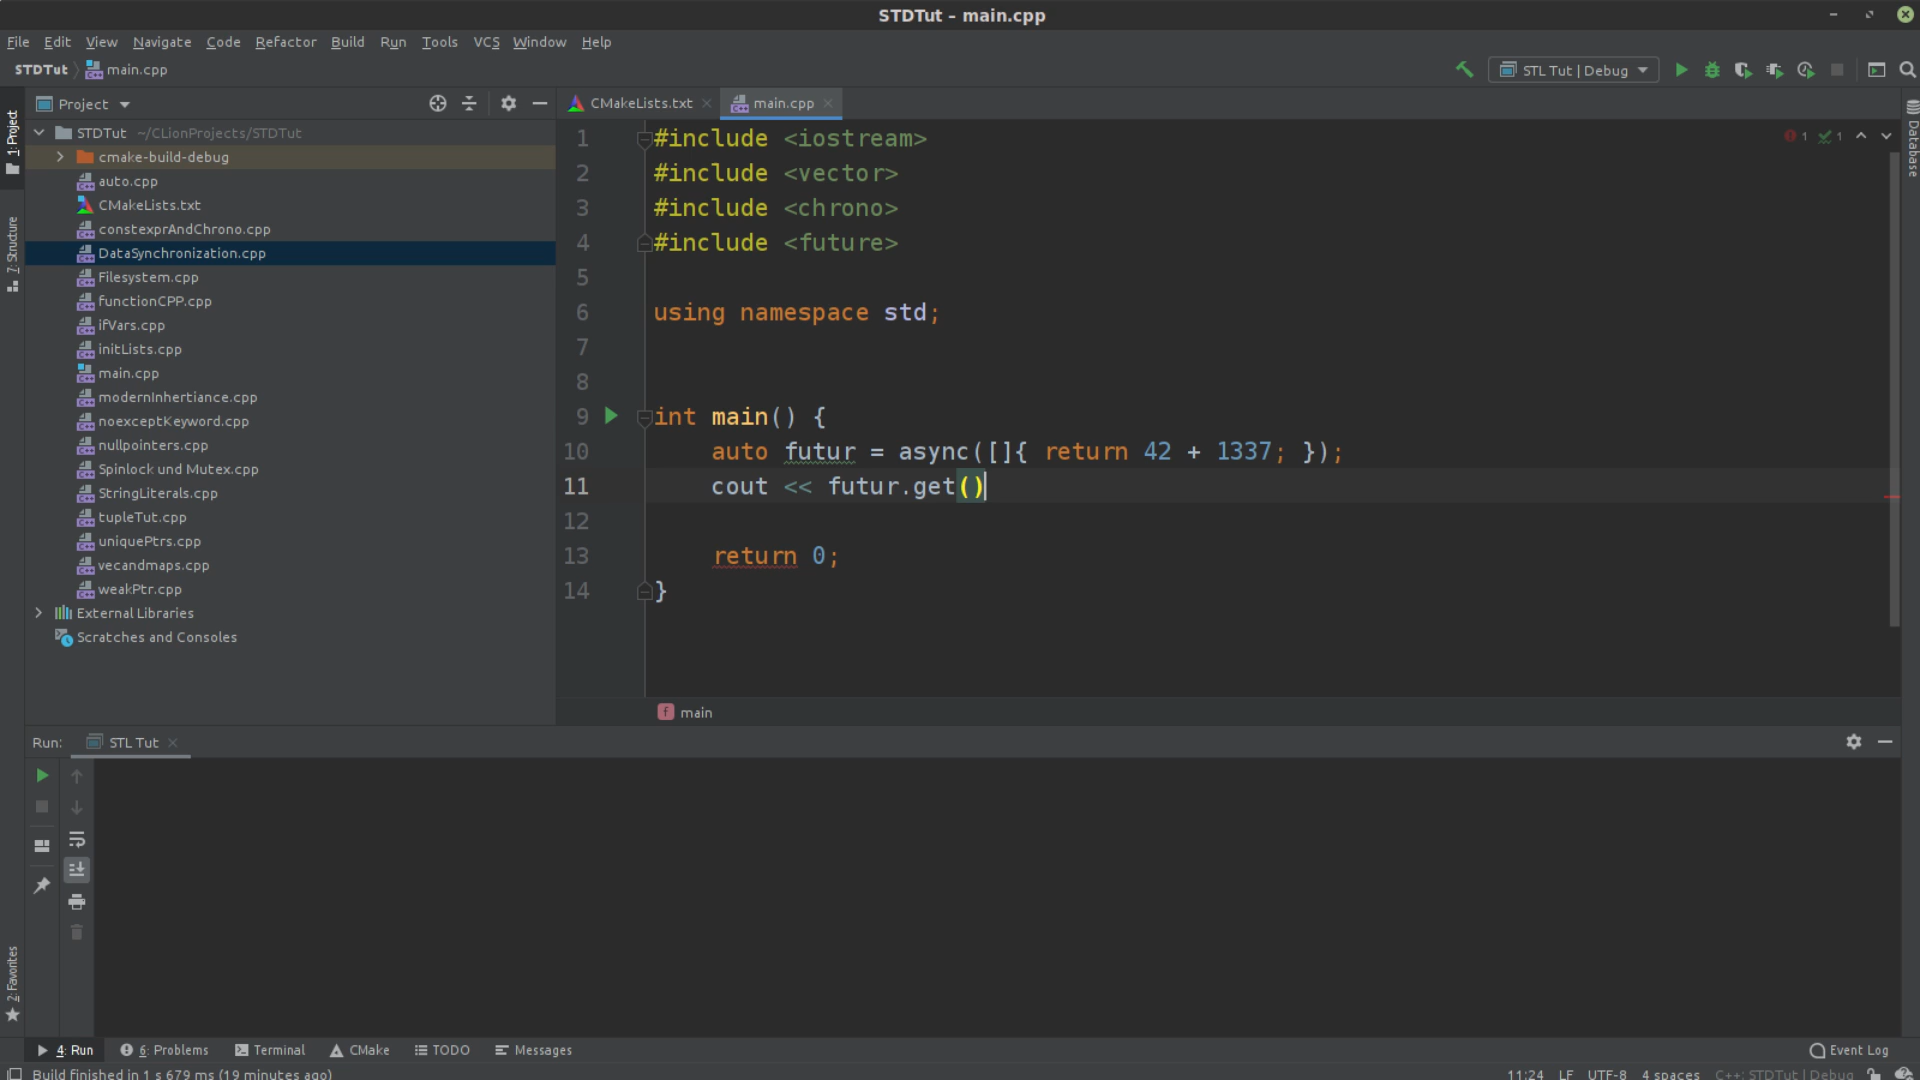 STDTut – main.cpp
File Edit View Navigate Code Refactor Build Run Tools VCS Window Help
STDTut main.cpp STL Tut | Debug
Project
CMakeLists.txt main.cpp
1: Project
7: Structure
2: Favorites
Database
STDTut ~/CLionProjects/STDTut
cmake-build-debug
auto.cpp
CMakeLists.txt
constexprAndChrono.cpp
DataSynchronization.cpp
Filesystem.cpp
functionCPP.cpp
ifVars.cpp
initLists.cpp
main.cpp
modernInhertiance.cpp
noexceptKeyword.cpp
nullpointers.cpp
Spinlock und Mutex.cpp
StringLiterals.cpp
tupleTut.cpp
uniquePtrs.cpp
vecandmaps.cpp
weakPtr.cpp
External Libraries
Scratches and Consoles
1 #include <iostream>
2 #include <vector>
3 #include <chrono>
4 #include <future>
5
6 using namespace std;
7
8
9 int main() {
10 auto futur = async([]{ return 42 + 1337; });
11 cout << futur.get()
12
13 return 0;
14 }
1 1
f main
Run: STL Tut
4: Run 6: Problems Terminal CMake TODO Messages Event Log
Build finished in 1 s 679 ms (19 minutes ago) 11:24 LF UTF-8 4 spaces C++: STDTut | Debug